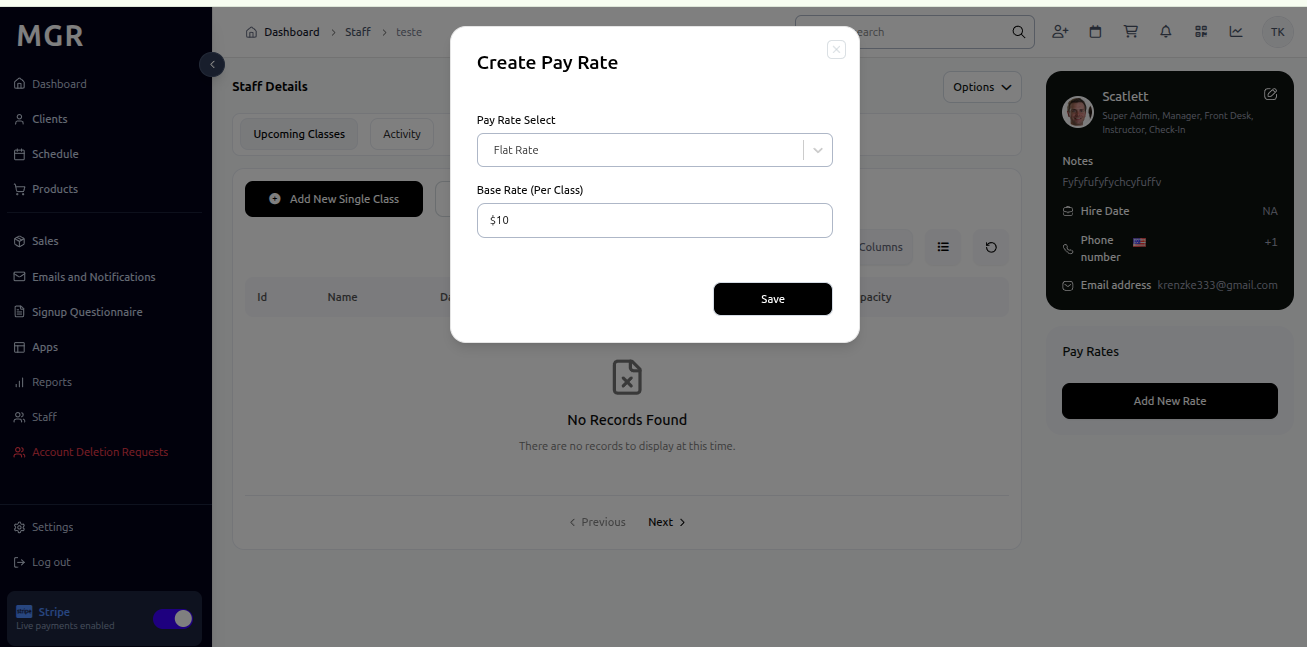 MGR
Dashboard
Clients
Schedule
Products
Sales
Emails and Notifications
Signup Questionnaire
Apps
Reports
Staff
Account Deletion Requests
Settings
Log out
Stripe
Live payments enabled
Dashboard > Staff > teste
TK
Staff Details
Options
Upcoming Classes
Activity
Add New Single Class
Columns
Id Name
No Records Found
There are no records to display at this time.
Previous Next
Create Pay Rate
Pay Rate Select
Flat Rate
Base Rate (Per Class)
$10
Save
Scatlett
Super Admin, Manager, Front Desk,
Instructor, Check-In
Notes
Fyfyfufyfychcyfuffv
Hire Date NA
Phone
number
+1
Email address krenzke333@gmail.com
Pay Rates
Add New Rate